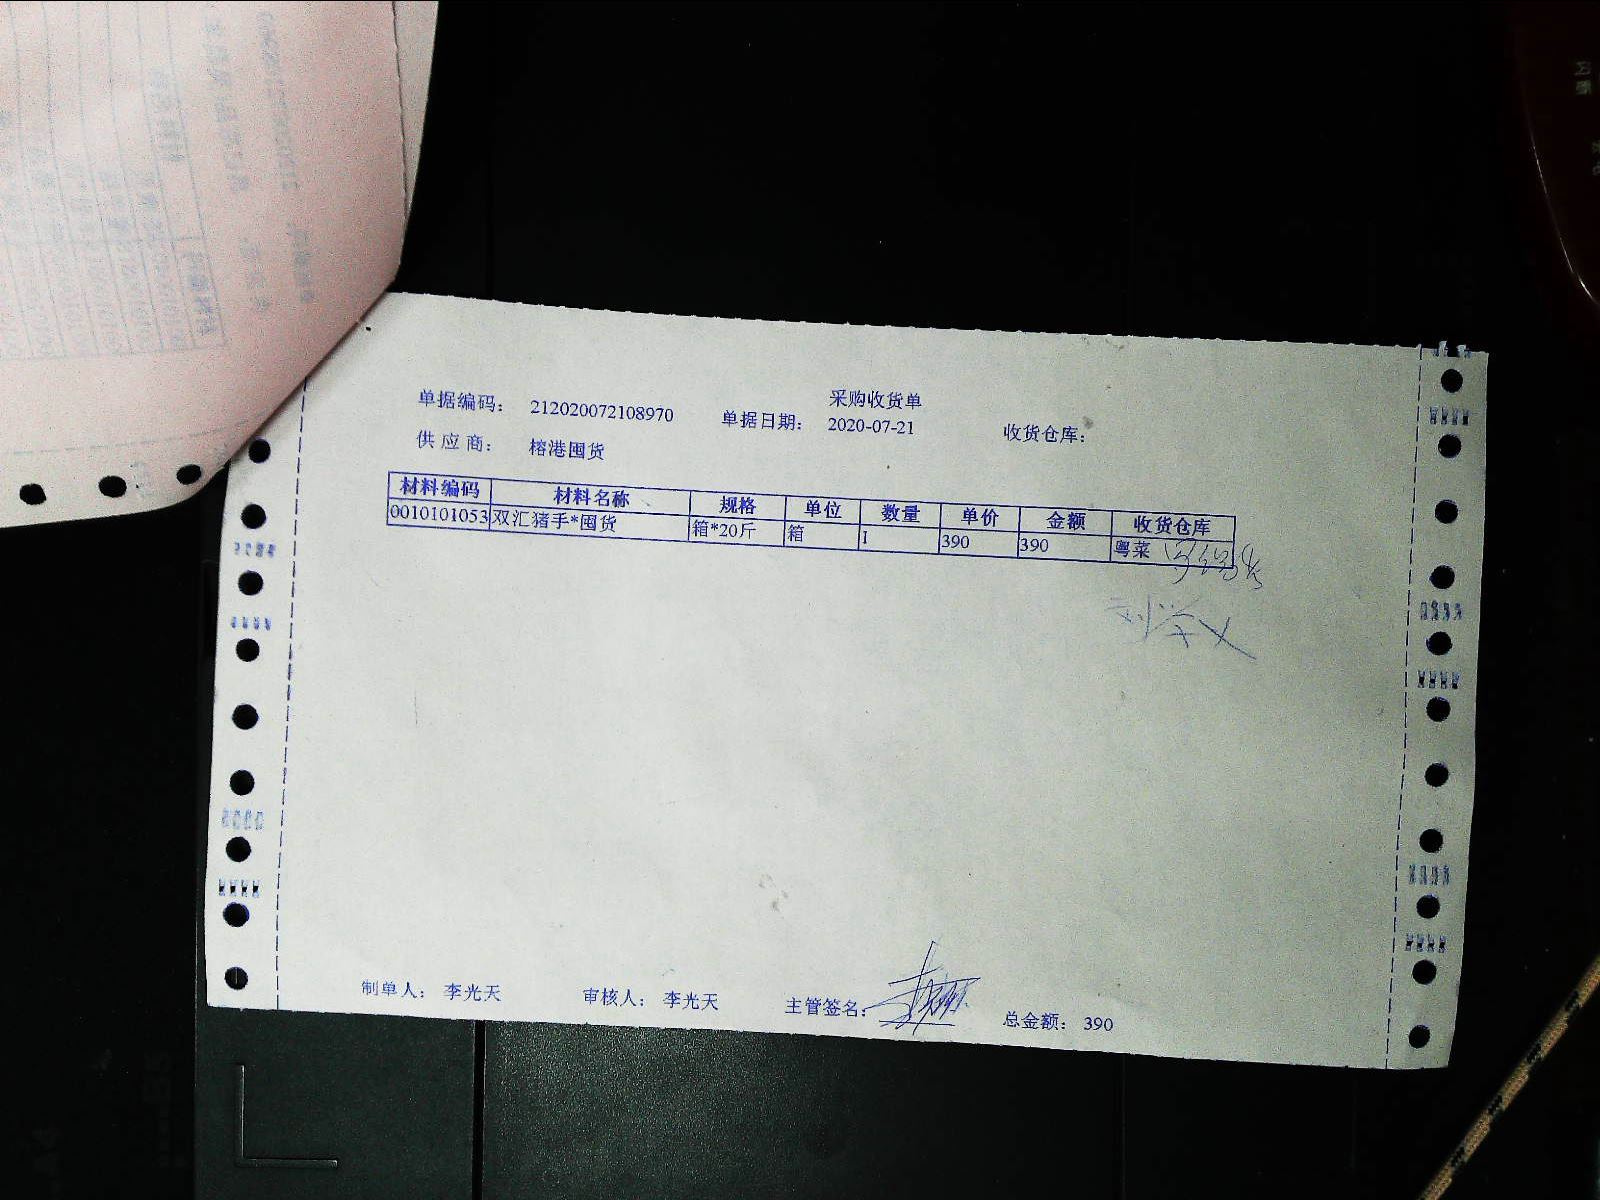 采购收货单
单据编码： 212020072108970 单据日期： 2020-07-21 收货仓库：
供 应 商： 榕港囤货
材料编码 材料名称 规格 单位 数量 单价 金额 收货仓库
0010101053 双汇猪手*囤货 箱*20斤 箱 1 390 390 粤菜
制单人： 李光天 审核人： 李光天 主管签名： 总金额： 390